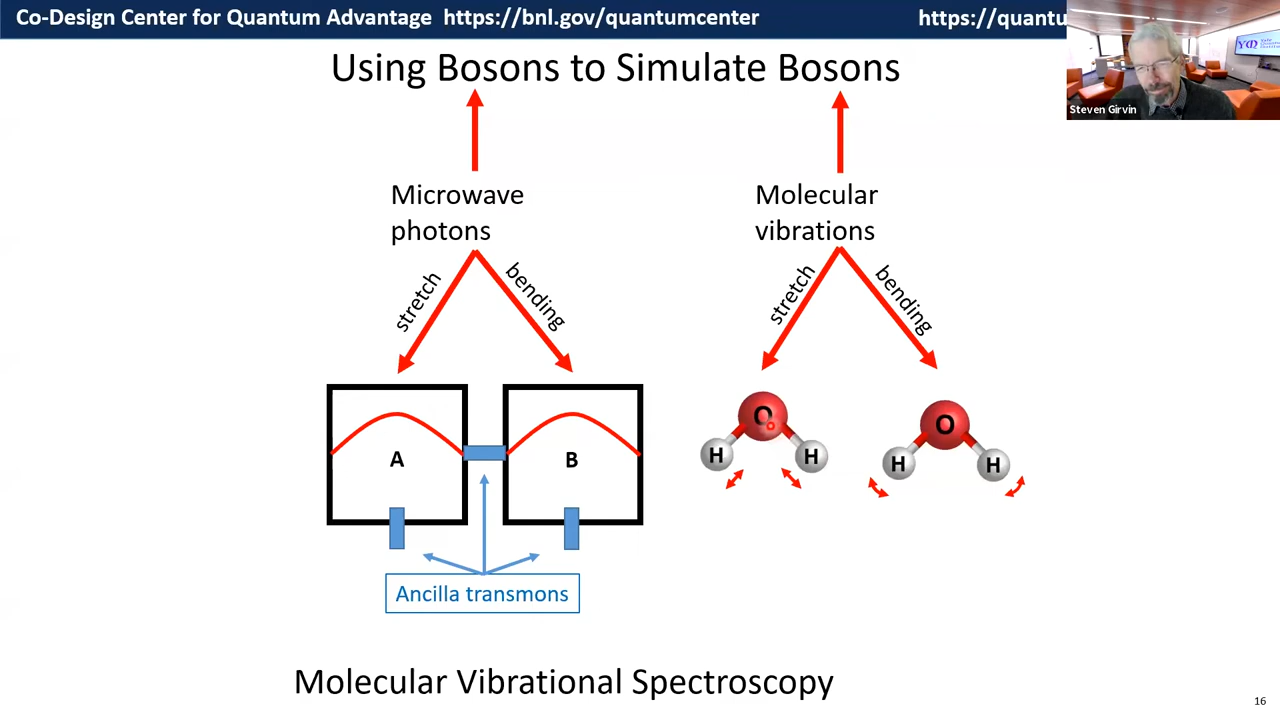 Co-Design Center for Quantum Advantage https://bnl.gov/quantumcenter
https://quantu
Steven Girvin
Using Bosons to Simulate Bosons
Microwave
photons
Molecular
vibrations
stretch
bending
stretch
bending
A
B
O
H
H
O
H
H
Ancilla transmons
Molecular Vibrational Spectroscopy
16